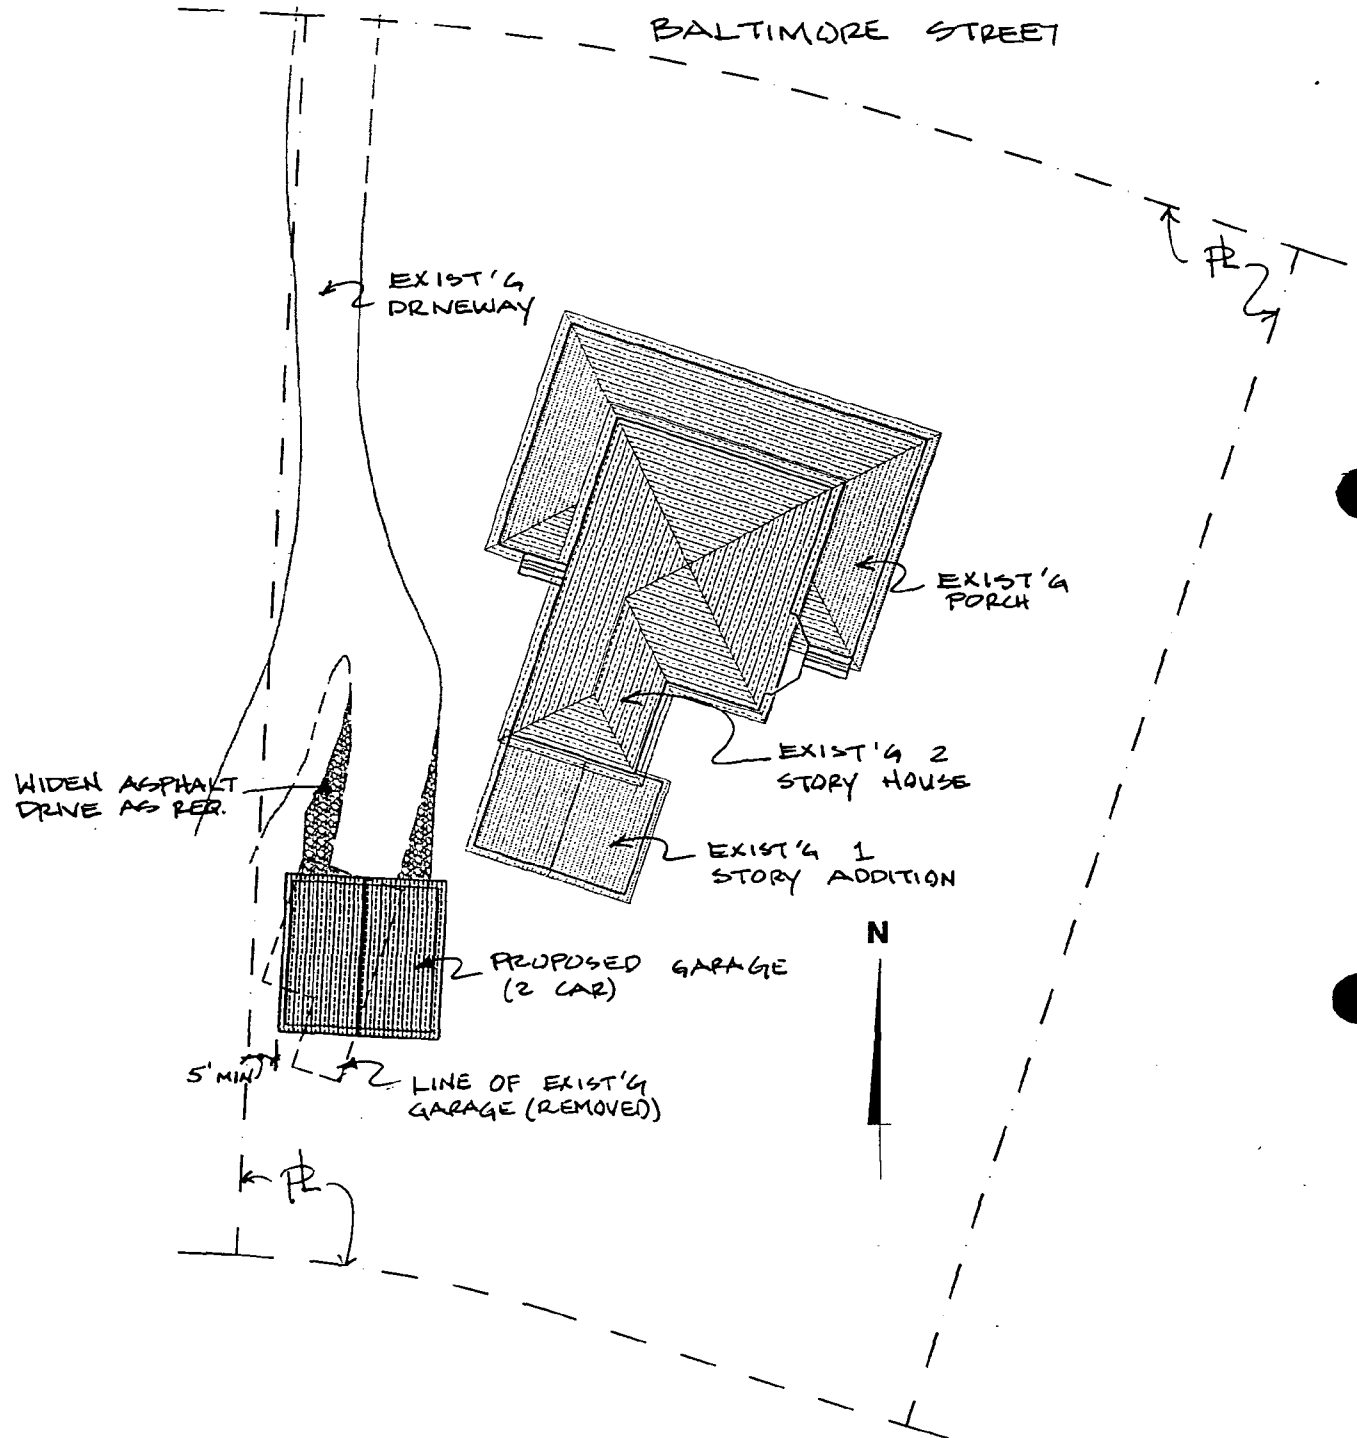 BALTIMORE STREET
PL
EXIST'G
DRIVEWAY
EXIST'G
PORCH
EXIST'G 2
STORY HOUSE
WIDEN ASPHALT
DRIVE AS REQ.
EXIST'G 1
STORY ADDITION
N
PROPOSED GARAGE
(2 CAR)
5' MIN
LINE OF EXIST'G
GARAGE (REMOVED)
PL